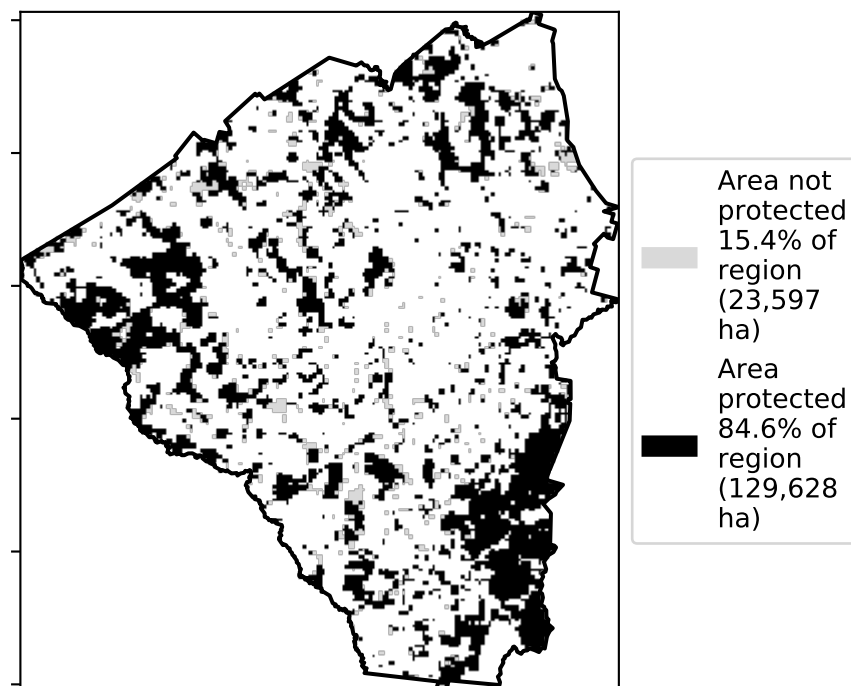 Area not
protected
15.4% of
region
(23,597
ha)
Area
protected
84.6% of
region
(129,628
ha)